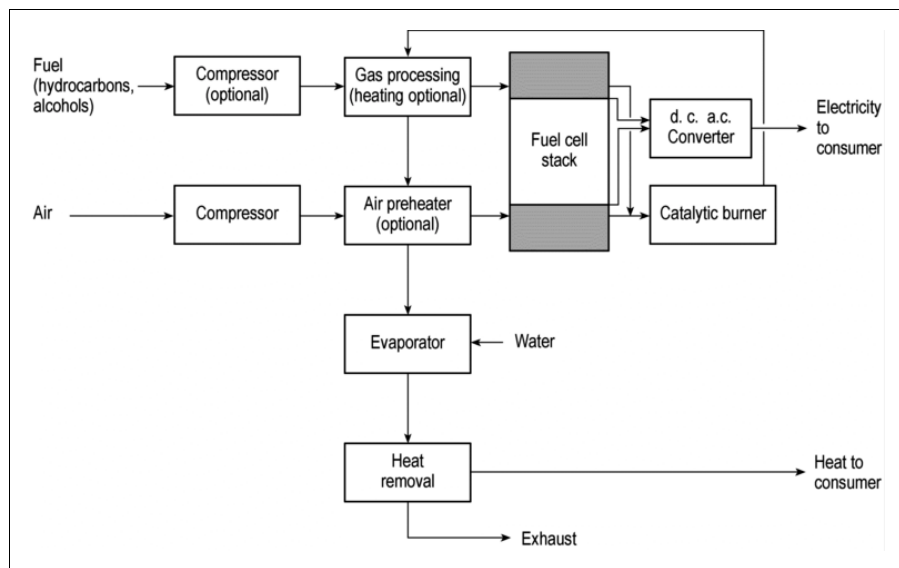 Fuel
(hydrocarbons,
alcohols)
Compressor
(optional)
Gas processing
(heating optional)
Fuel cell
stack
d. c. a.c.
Converter
Electricity
to
consumer
Air
Compressor
Air preheater
(optional)
Catalytic burner
Evaporator
Water
Heat
removal
Heat to
consumer
Exhaust